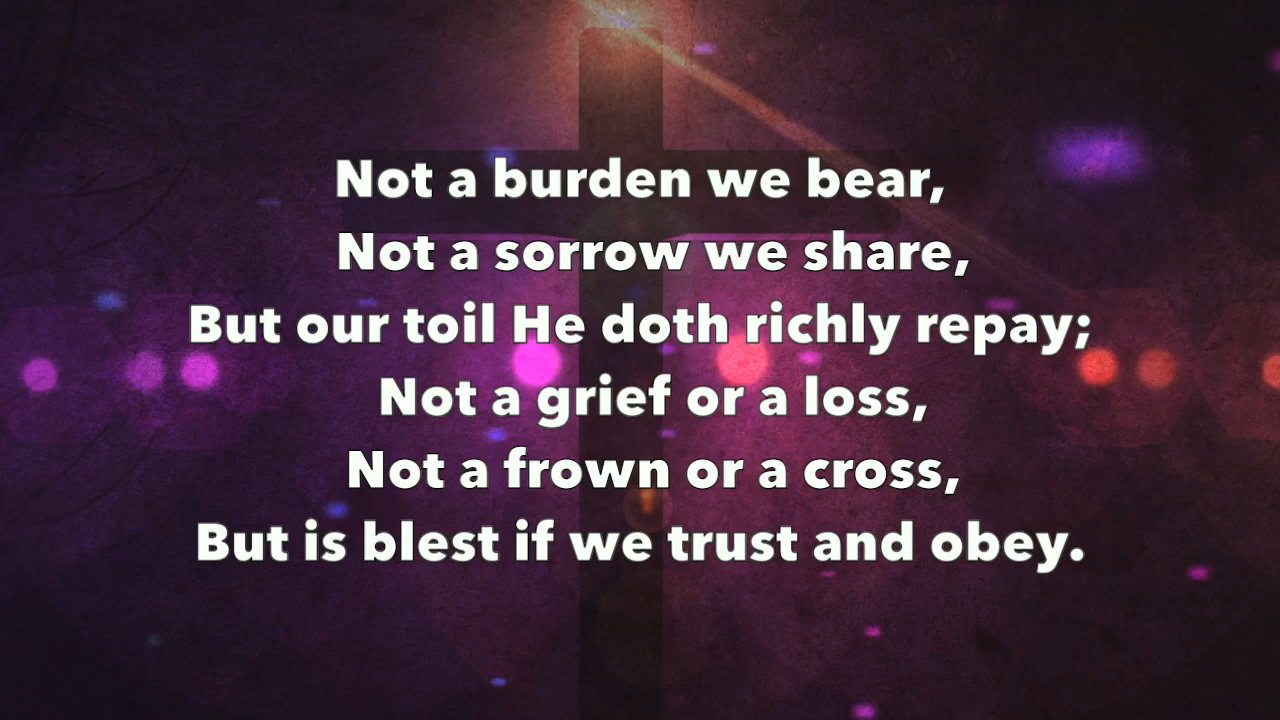 Not a burden we bear,
Not a sorrow we share,
But our toil He doth richly repay;
Not a grief or a loss,
Not a frown or a cross,
But is blest if we trust and obey.